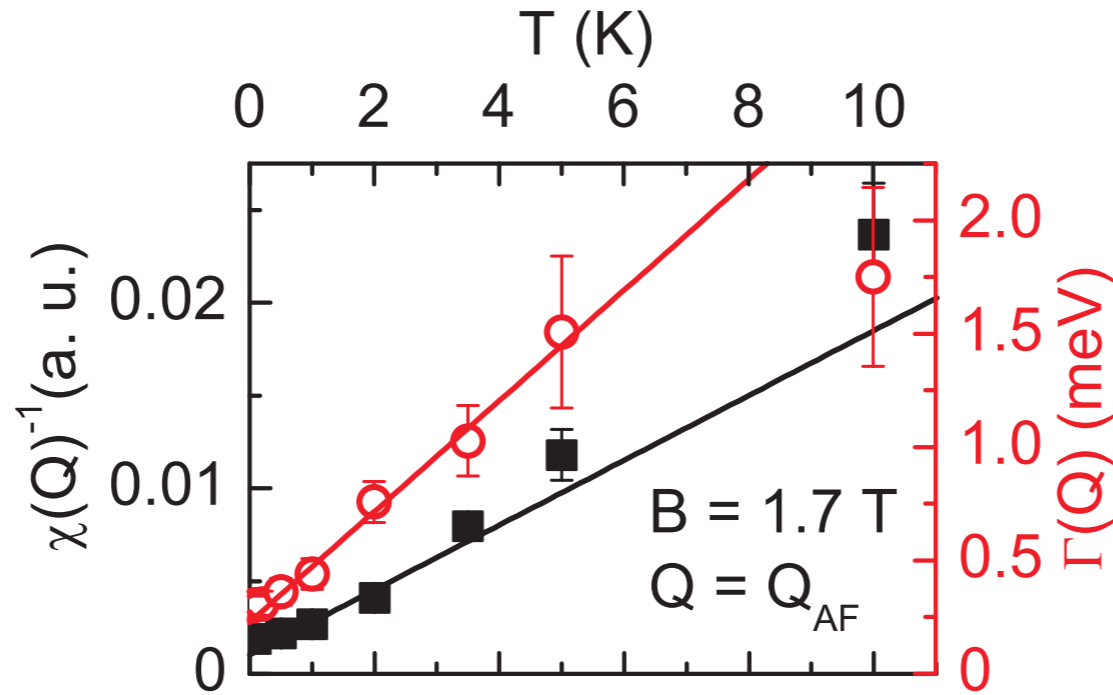 T (K)
0 2 4 6 8 10
χ(Q)⁻¹ (a. u.)
0.02
0.01
0
B = 1.7 T
Q = Q_AF
2.0
1.5
1.0
0.5
0
Γ(Q) (meV)